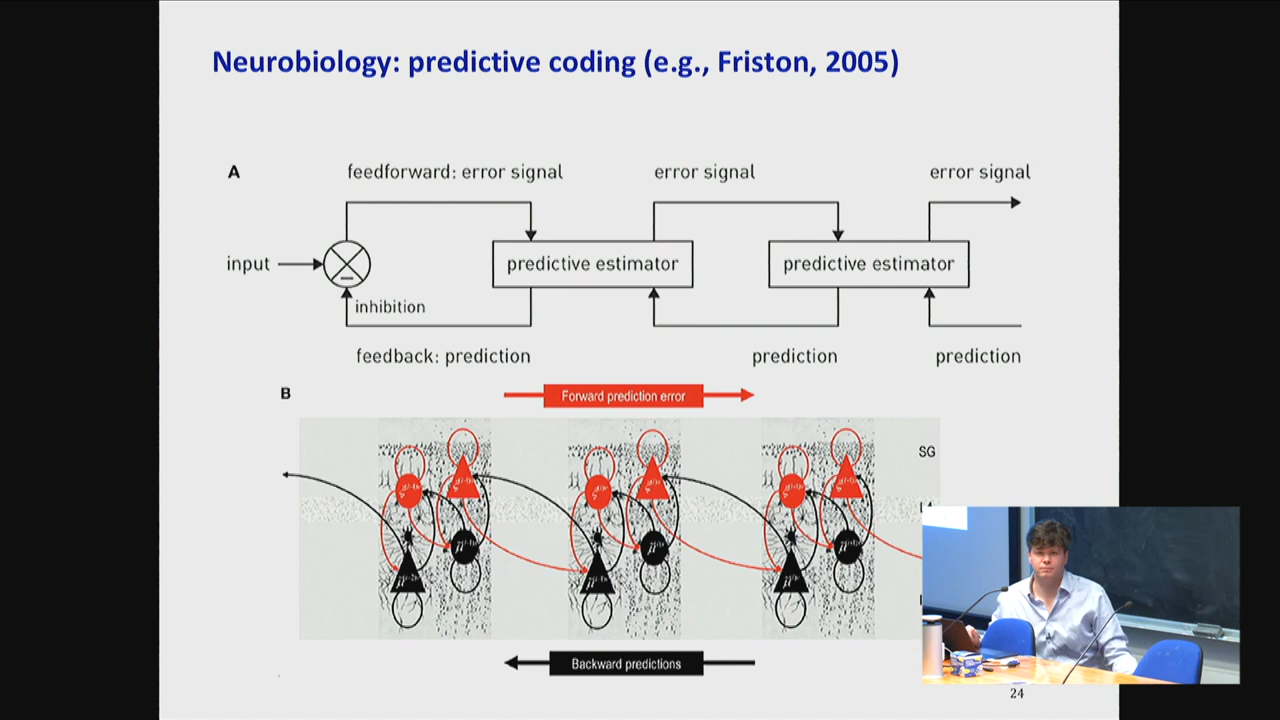 Neurobiology: predictive coding (e.g., Friston, 2005)
A
feedforward: error signal
error signal
error signal
input
predictive estimator
predictive estimator
inhibition
feedback: prediction
prediction
prediction
B
Forward prediction error
SG
Backward predictions
24